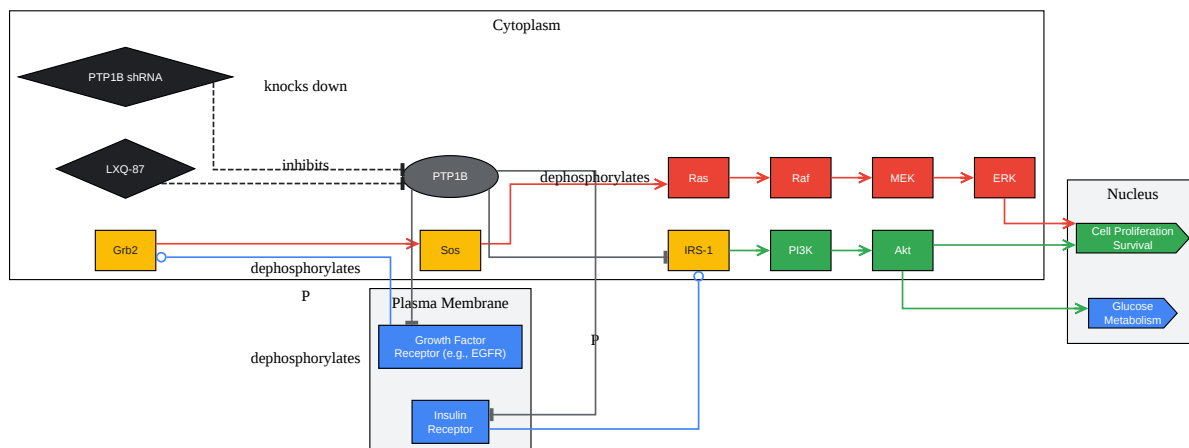 Cytoplasm
PTP1B shRNA
knocks down
LXQ-87
inhibits
PTP1B
dephosphorylates
Ras
Raf
MEK
ERK
Nucleus
Grb2
Sos
IRS-1
PI3K
Akt
Cell Proliferation
Survival
dephosphorylates
P
Plasma Membrane
Glucose
Metabolism
Growth Factor
Receptor (e.g., EGFR)
P
dephosphorylates
Insulin
Receptor